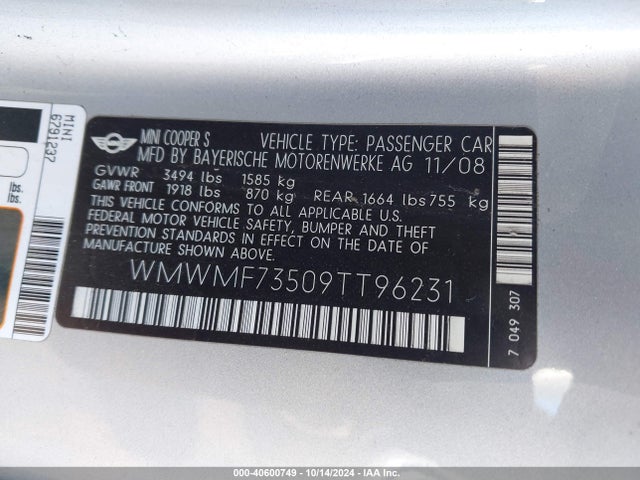 MINI
6791237
lbs.
lbs.
MINI COOPER S VEHICLE TYPE: PASSENGER CAR
MFD BY BAYERISCHE MOTORENWERKE AG 11/08
GVWR 3494 lbs 1585 kg
GAWR FRONT 1918 lbs 870 kg REAR 1664 lbs 755 kg
THIS VEHICLE CONFORMS TO ALL APPLICABLE U.S.
FEDERAL MOTOR VEHICLE SAFETY, BUMPER AND THEFT
PREVENTION STANDARDS IN EFFECT ON THE DATE OF
MANUFACTURE SHOWN ABOVE.
WMWMF73509TT96231
7 049 307
000-40600749 - 10/14/2024 - IAA Inc.